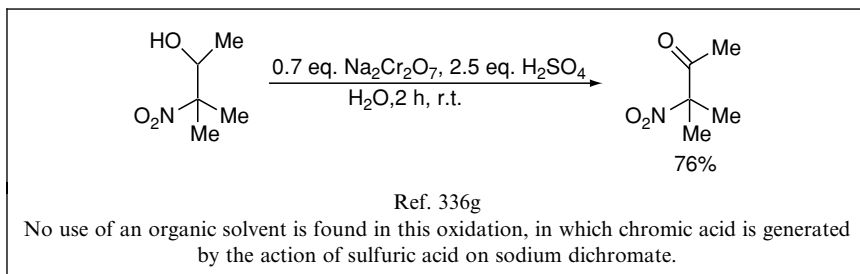 HO Me
O Me
0.7 eq. Na2Cr2O7, 2.5 eq. H2SO4
H2O,2 h, r.t.
O2N Me
Me
O2N Me
Me
76%
Ref. 336g
No use of an organic solvent is found in this oxidation, in which chromic acid is generated
by the action of sulfuric acid on sodium dichromate.